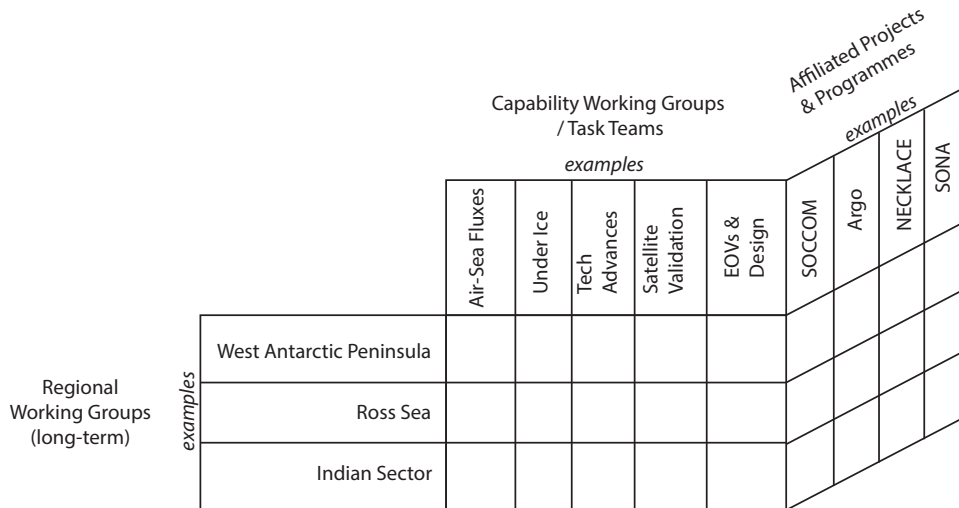 Affiliated Projects
& Programmes
examples
Capability Working Groups
/ Task Teams
examples
Air-Sea Fluxes
Under Ice
Tech
Advances
Satellite
Validation
EOVs &
Design
SOCCOM
Argo
NECKLACE
SONA
Regional
Working Groups
(long-term)
examples
West Antarctic Peninsula
Ross Sea
Indian Sector